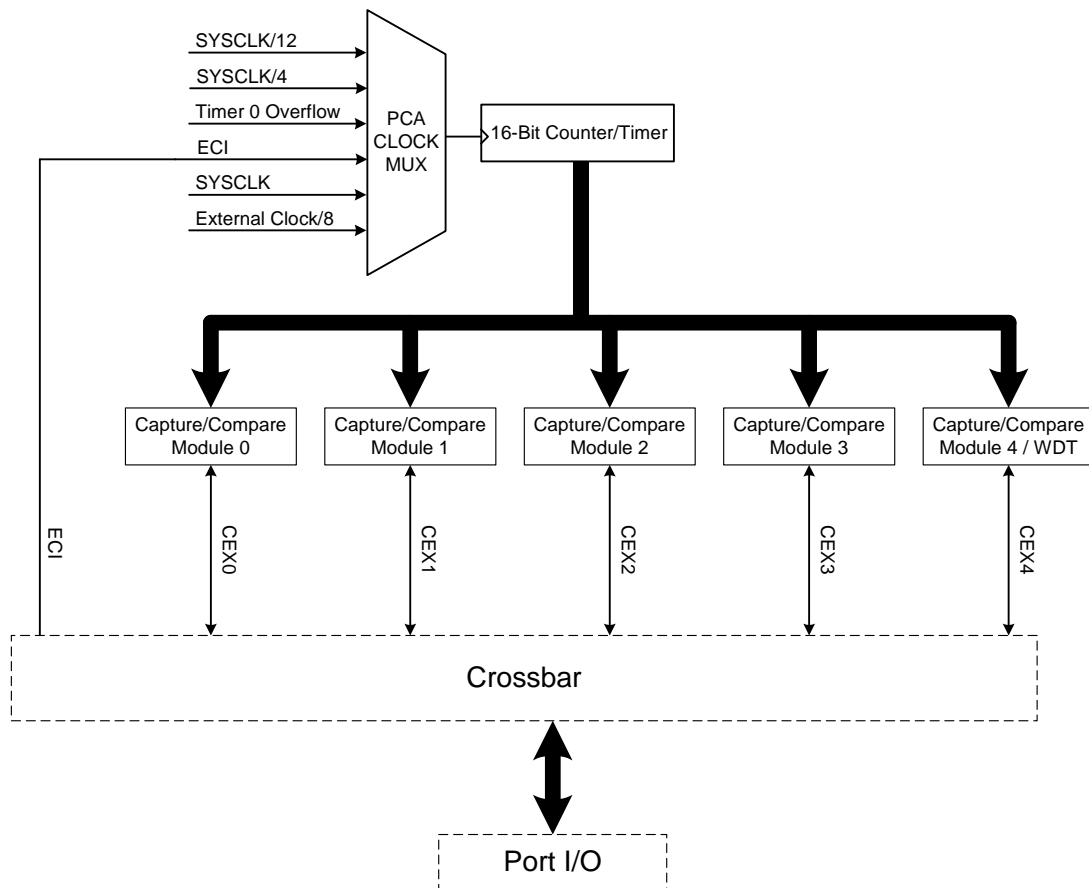 SYSCLK/12
SYSCLK/4
Timer 0 Overflow
ECI
SYSCLK
External Clock/8
PCA
CLOCK
MUX
16-Bit Counter/Timer
Capture/Compare
Module 0
Capture/Compare
Module 1
Capture/Compare
Module 2
Capture/Compare
Module 3
Capture/Compare
Module 4 / WDT
ECI
CEX0
CEX1
CEX2
CEX3
CEX4
Crossbar
Port I/O